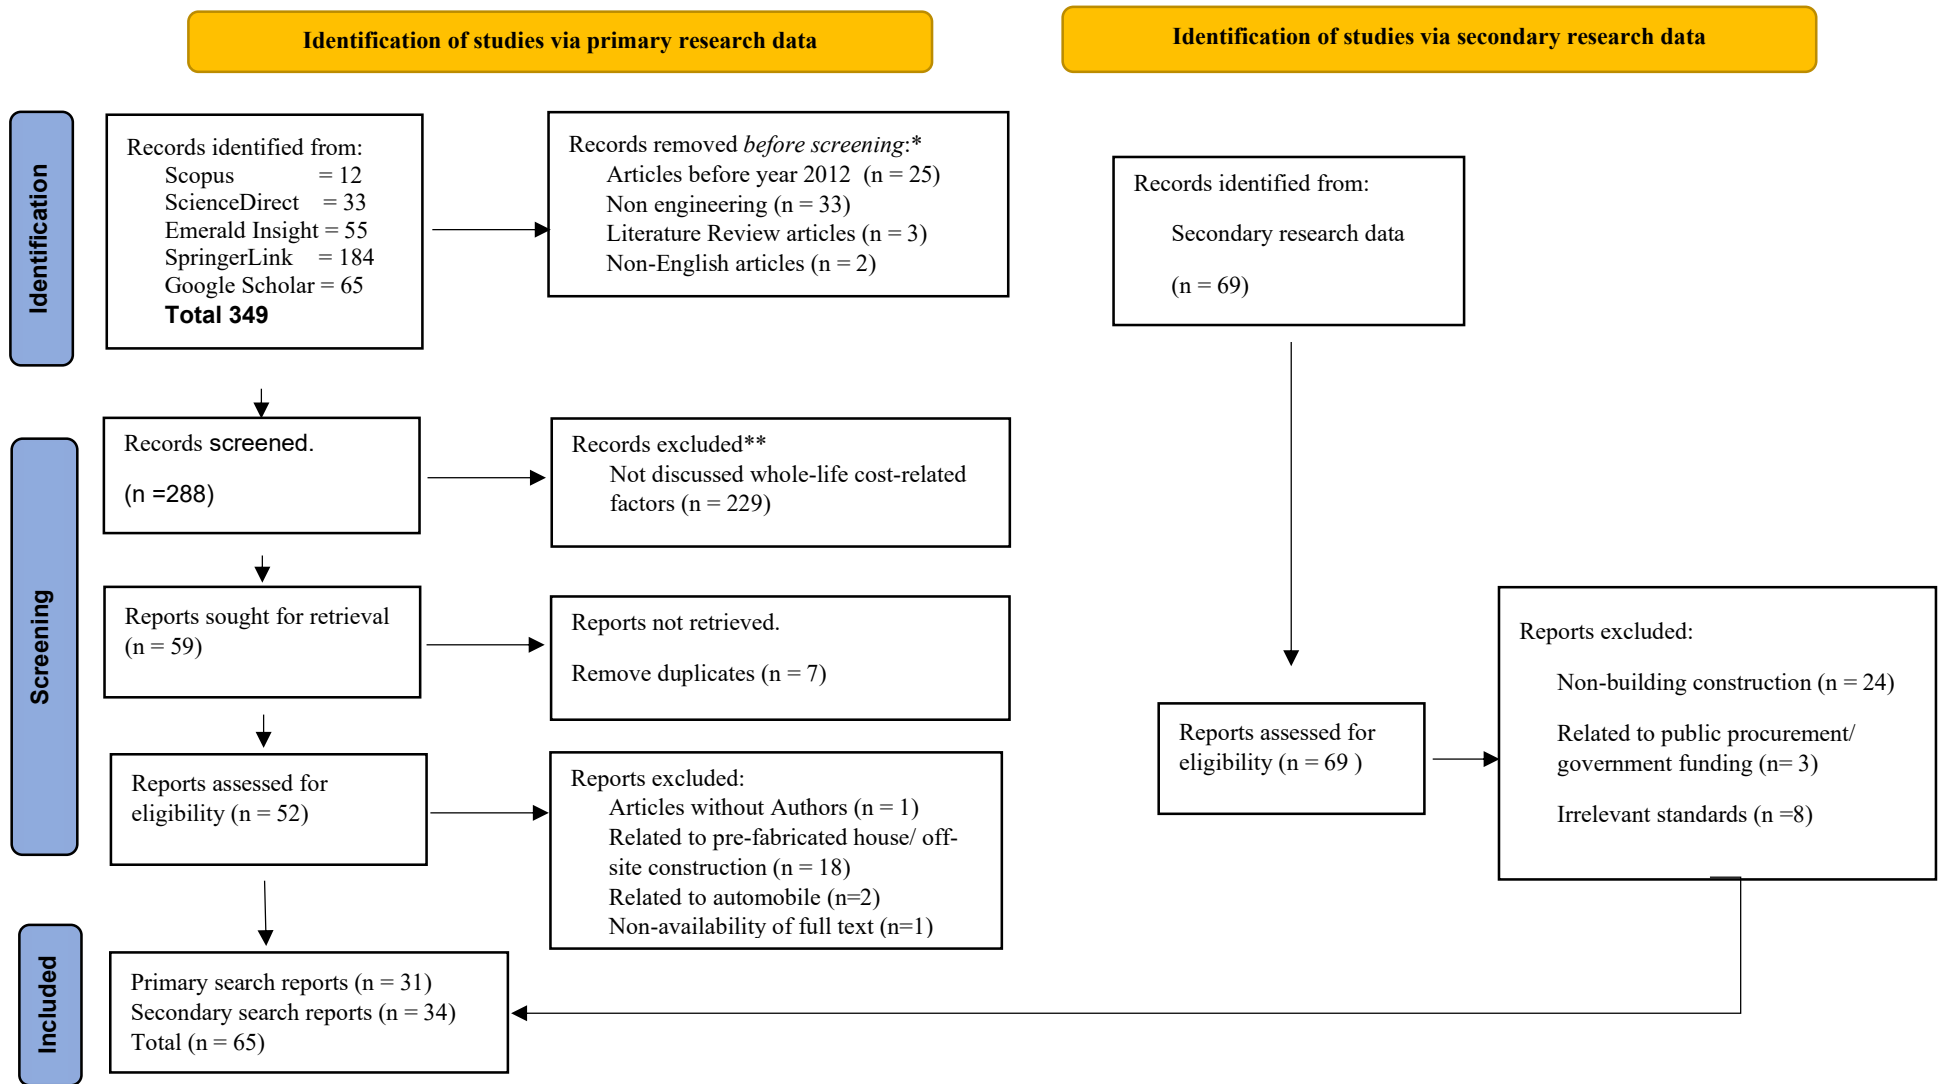 Identification of studies via primary research data
Identification of studies via secondary research data
Identification
Records identified from:
Scopus = 12
ScienceDirect = 33
Emerald Insight = 55
SpringerLink = 184
Google Scholar = 65
Total 349
Records removed before screening:*
Articles before year 2012 (n = 25)
Non engineering (n = 33)
Literature Review articles (n = 3)
Non-English articles (n = 2)
Records identified from:
Secondary research data
(n = 69)
Screening
Records screened.
(n =288)
Records excluded**
Not discussed whole-life cost-related
factors (n = 229)
Reports sought for retrieval
(n = 59)
Reports not retrieved.
Remove duplicates (n = 7)
Reports assessed for
eligibility (n = 52)
Reports excluded:
Articles without Authors (n = 1)
Related to pre-fabricated house/ off-
site construction (n = 18)
Related to automobile (n=2)
Non-availability of full text (n=1)
Reports assessed for
eligibility (n = 69 )
Reports excluded:
Non-building construction (n = 24)
Related to public procurement/
government funding (n= 3)
Irrelevant standards (n =8)
Included
Primary search reports (n = 31)
Secondary search reports (n = 34)
Total (n = 65)